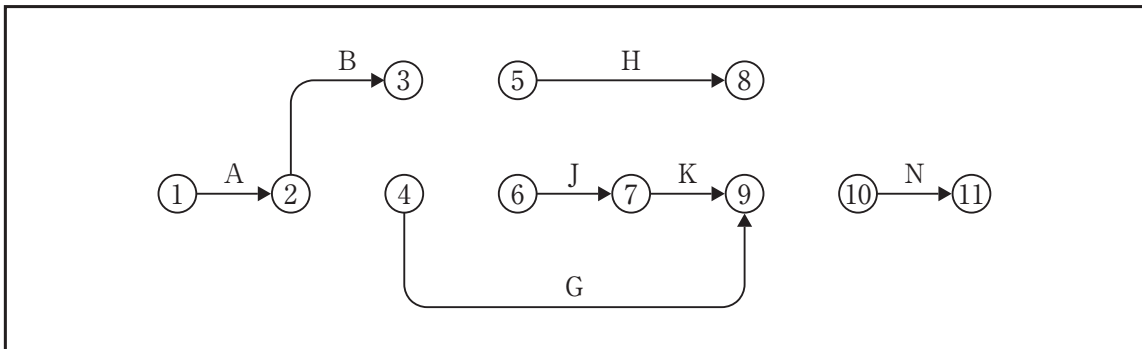 B H
③ ⑤ ⑧
A J K N
① ② ④ ⑥ ⑦ ⑨ ⑩ ⑪
G